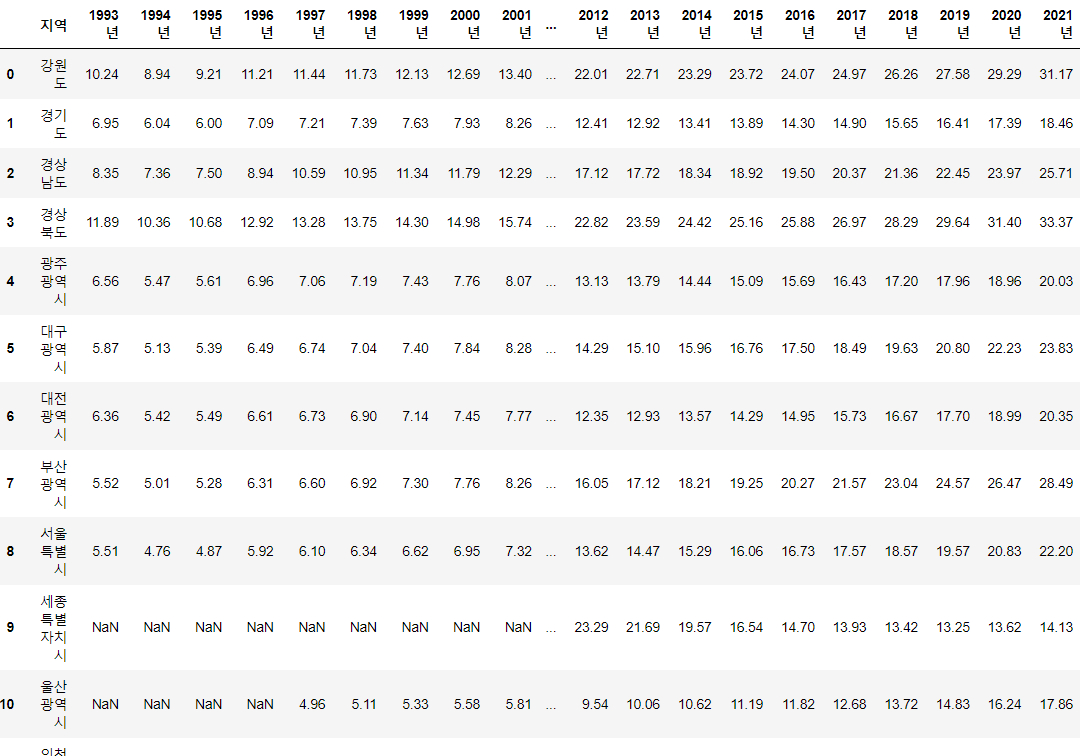 지역 1993년 1994년 1995년 1996년 1997년 1998년 1999년 2000년 2001년 ... 2012년 2013년 2014년 2015년 2016년 2017년 2018년 2019년 2020년 2021년
0 강원도 10.24 8.94 9.21 11.21 11.44 11.73 12.13 12.69 13.40 ... 22.01 22.71 23.29 23.72 24.07 24.97 26.26 27.58 29.29 31.17
1 경기도 6.95 6.04 6.00 7.09 7.21 7.39 7.63 7.93 8.26 ... 12.41 12.92 13.41 13.89 14.30 14.90 15.65 16.41 17.39 18.46
2 경상남도 8.35 7.36 7.50 8.94 10.59 10.95 11.34 11.79 12.29 ... 17.12 17.72 18.34 18.92 19.50 20.37 21.36 22.45 23.97 25.71
3 경상북도 11.89 10.36 10.68 12.92 13.28 13.75 14.30 14.98 15.74 ... 22.82 23.59 24.42 25.16 25.88 26.97 28.29 29.64 31.40 33.37
4 광주광역시 6.56 5.47 5.61 6.96 7.06 7.19 7.43 7.76 8.07 ... 13.13 13.79 14.44 15.09 15.69 16.43 17.20 17.96 18.96 20.03
5 대구광역시 5.87 5.13 5.39 6.49 6.74 7.04 7.40 7.84 8.28 ... 14.29 15.10 15.96 16.76 17.50 18.49 19.63 20.80 22.23 23.83
6 대전광역시 6.36 5.42 5.49 6.61 6.73 6.90 7.14 7.45 7.77 ... 12.35 12.93 13.57 14.29 14.95 15.73 16.67 17.70 18.99 20.35
7 부산광역시 5.52 5.01 5.28 6.31 6.60 6.92 7.30 7.76 8.26 ... 16.05 17.12 18.21 19.25 20.27 21.57 23.04 24.57 26.47 28.49
8 서울특별시 5.51 4.76 4.87 5.92 6.10 6.34 6.62 6.95 7.32 ... 13.62 14.47 15.29 16.06 16.73 17.57 18.57 19.57 20.83 22.20
9 세종특별자치시 NaN NaN NaN NaN NaN NaN NaN NaN NaN ... 23.29 21.69 19.57 16.54 14.70 13.93 13.42 13.25 13.62 14.13
10 울산광역시 NaN NaN NaN NaN 4.96 5.11 5.33 5.58 5.81 ... 9.54 10.06 10.62 11.19 11.82 12.68 13.72 14.83 16.24 17.86